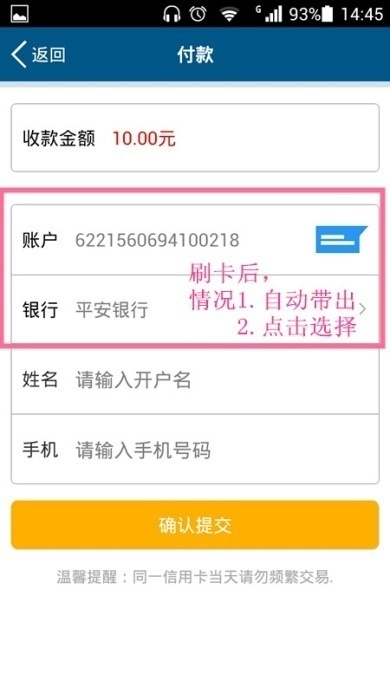 G 93% 14:45
返回 付款
收款金额 10.00元
账户 6221560694100218
刷卡后，
情况1.自动带出
银行 平安银行
2.点击选择
姓名 请输入开户名
手机 请输入手机号码
确认提交
温馨提醒：同一信用卡当天请勿频繁交易.